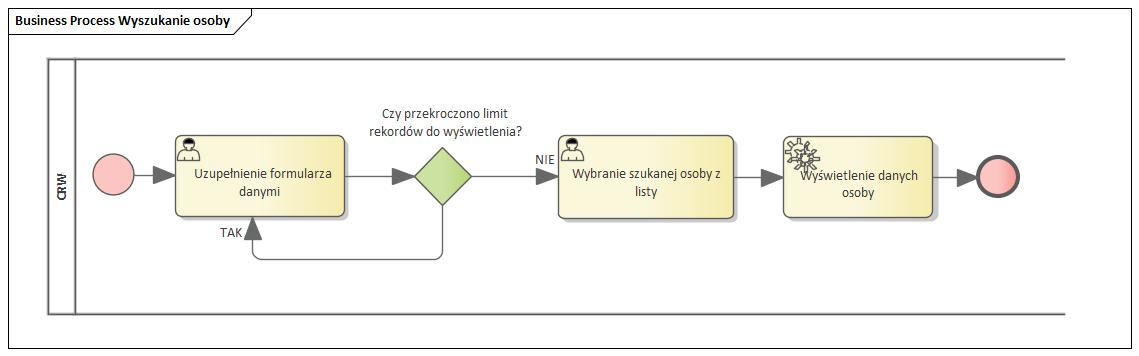 Business Process Wyszukanie osoby
CRW
Uzupełnienie formularza
danymi
Czy przekroczono limit
rekordów do wyświetlenia?
TAK
NIE
Wybranie szukanej osoby z
listy
Wyświetlenie danych
osoby